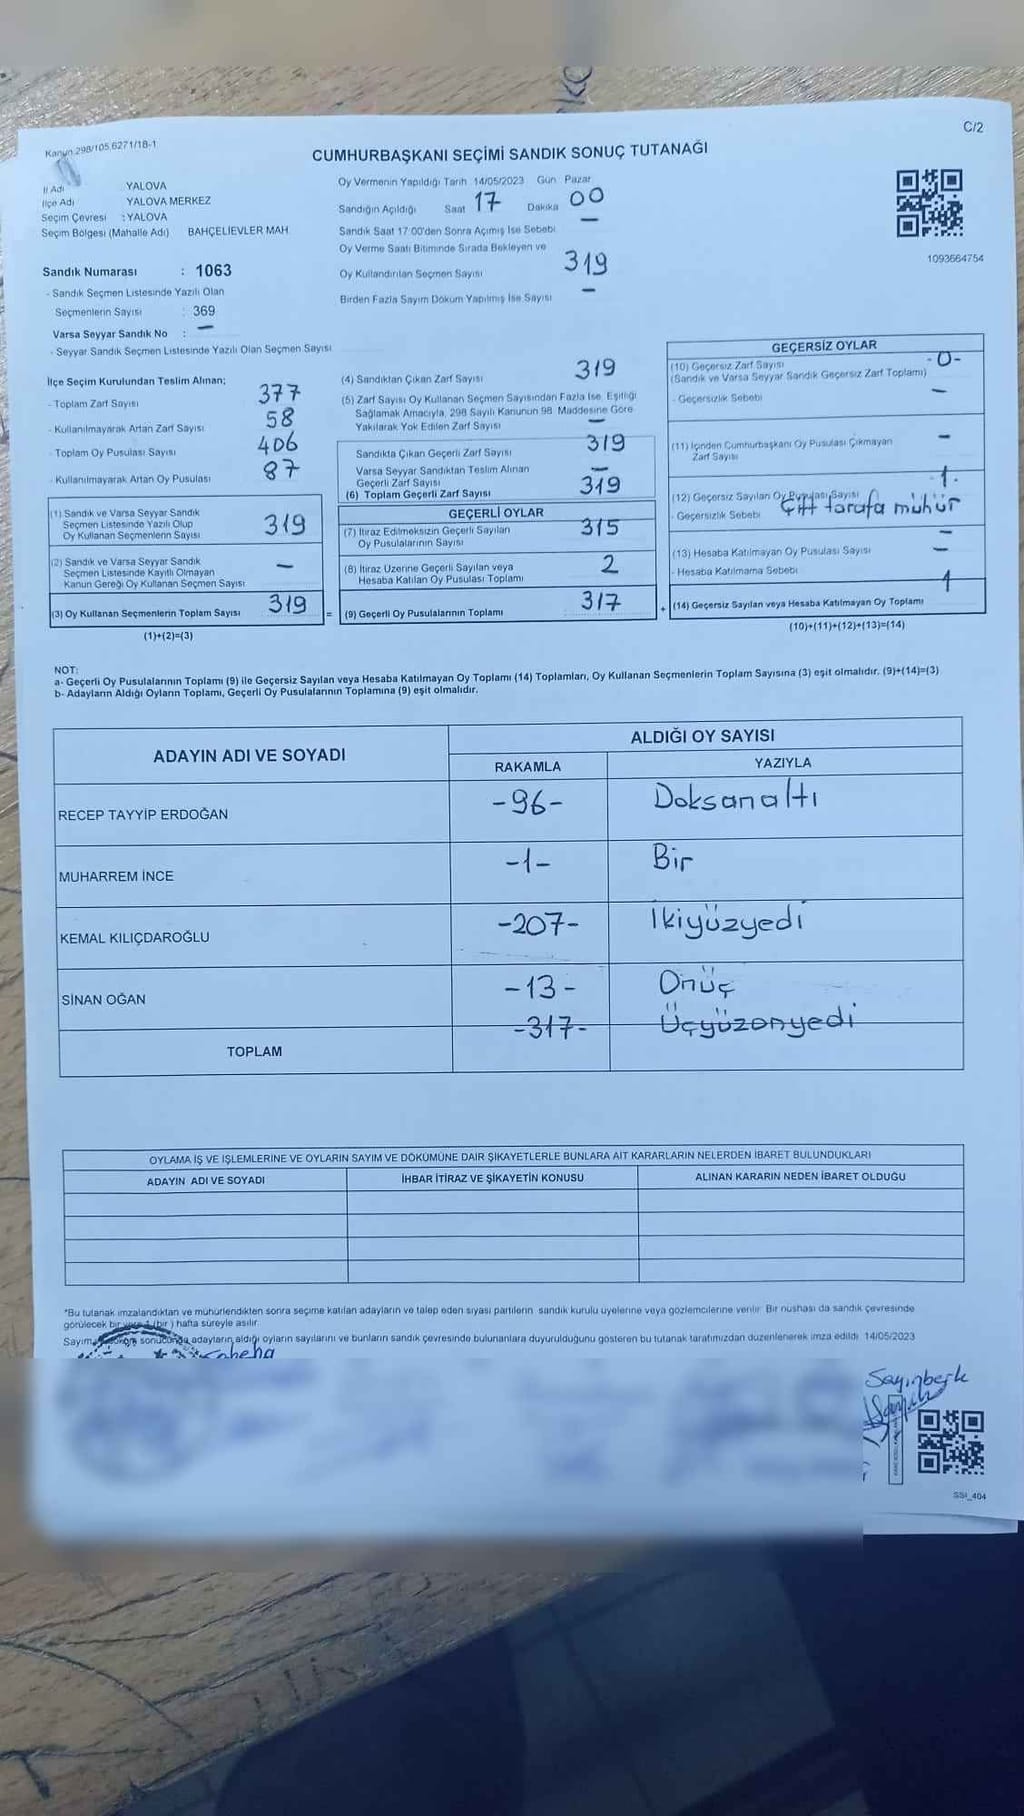 C/2
Kanun 298/105,6271/18-1
CUMHURBAŞKANI SEÇİMİ SANDIK SONUÇ TUTANAĞI
İl Adı YALOVA
İlçe Adı YALOVA MERKEZ
Seçim Çevresi : YALOVA
Seçim Bölgesi (Mahalle Adı) BAHÇELİEVLER MAH.
Oy Vermenin Yapıldığı Tarih 14/05/2023 Gün Pazar
Sandığın Açıldığı Saat 17 Dakika 00
Sandık Saat 17:00'den Sonra Açımış İse Sebebi —
Oy Verme Saati Bitiminde Sırada Bekleyen ve
Oy Kullandırılan Seçmen Sayısı 319
Birden Fazla Sayım Döküm Yapılmış İse Sayısı —
1093664754
Sandık Numarası : 1063
- Sandık Seçmen Listesinde Yazılı Olan
Seçmenlerin Sayısı : 369
Varsa Seyyar Sandık No : —
- Seyyar Sandık Seçmen Listesinde Yazılı Olan Seçmen Sayısı
İlçe Seçim Kurulundan Teslim Alınan;
- Toplam Zarf Sayısı 377
- Kullanılmayarak Artan Zarf Sayısı 58
- Toplam Oy Pusulası Sayısı 406
- Kullanılmayarak Artan Oy Pusulası 87
(1) Sandık ve Varsa Seyyar Sandık
Seçmen Listesinde Yazılı Olup
Oy Kullanan Seçmenlerin Sayısı 319
(2) Sandık ve Varsa Seyyar Sandık
Seçmen Listesinde Kayıtlı Olmayan
Kanun Gereği Oy Kullanan Seçmen Sayısı —
(3) Oy Kullanan Seçmenlerin Toplam Sayısı 319 =
(1)+(2)=(3)
(4) Sandıktan Çıkan Zarf Sayısı 319
(5) Zarf Sayısı Oy Kullanan Seçmen Sayısından Fazla İse, Eşitliği
Sağlamak Amacıyla, 298 Sayılı Kanunun 98. Maddesine Göre
Yakılarak Yok Edilen Zarf Sayısı —
Sandıkta Çıkan Geçerli Zarf Sayısı 319
Varsa Seyyar Sandıktan Teslim Alınan
Geçerli Zarf Sayısı —
(6) Toplam Geçerli Zarf Sayısı 319
GEÇERLİ OYLAR
(7) İtiraz Edilmeksizin Geçerli Sayılan
Oy Pusulalarının Sayısı 315
(8) İtiraz Üzerine Geçerli Sayılan veya
Hesaba Katılan Oy Pusulası Toplamı 2
(9) Geçerli Oy Pusulalarının Toplamı 317 +
GEÇERSİZ OYLAR
(10) Geçersiz Zarf Sayısı -0-
(Sandık ve Varsa Seyyar Sandık Geçersiz Zarf Toplamı)
- Geçersizlik Sebebi —
(11) İçinden Cumhurbaşkanı Oy Pusulası Çıkmayan
Zarf Sayısı —
(12) Geçersiz Sayılan Oy Pusulası Sayısı -1-
- Geçersizlik Sebebi Çift tarafa mühür
(13) Hesaba Katılmayan Oy Pusulası Sayısı —
- Hesaba Katılmama Sebebi —
(14) Geçersiz Sayılan veya Hesaba Katılmayan Oy Toplamı 1
(10)+(11)+(12)+(13)=(14)
NOT:
a- Geçerli Oy Pusulalarının Toplamı (9) ile Geçersiz Sayılan veya Hesaba Katılmayan Oy Toplamı (14) Toplamları, Oy Kullanan Seçmenlerin Toplam Sayısına (3) eşit olmalıdır. (9)+(14)=(3)
b- Adayların Aldığı Oyların Toplamı, Geçerli Oy Pusulalarının Toplamına (9) eşit olmalıdır.
ADAYIN ADI VE SOYADI ALDIĞI OY SAYISI
RAKAMLA YAZIYLA
RECEP TAYYİP ERDOĞAN -96- Doksanaltı
MUHARREM İNCE -1- Bir
KEMAL KILIÇDAROĞLU -207- İkiyüzyedi
SİNAN OĞAN -13- Onüç
TOPLAM -317- Üçyüzonyedi
OYLAMA İŞ VE İŞLEMLERİNE VE OYLARIN SAYIM VE DÖKÜMÜNE DAİR ŞİKAYETLERLE BUNLARA AİT KARARLARIN NELERDEN İBARET BULUNDUKLARI
ADAYIN ADI VE SOYADI İHBAR İTİRAZ VE ŞİKAYETİN KONUSU ALINAN KARARIN NEDEN İBARET OLDUĞU
*Bu tutanak imzalandıktan ve mühürlendikten sonra seçime katılan adayların ve talep eden siyasi partilerin sandık kurulu üyelerine veya gözlemcilerine verilir. Bir nüshası da sandık çevresinde
görülecek bir yere 1 (bir) hafta süreyle asılır.
Sayım döküm sonucunda adayların aldığı oyların sayılarını ve bunların sandık çevresinde bulunanlara duyurulduğunu gösteren bu tutanak tarafımızdan düzenlenerek imza edildi. 14/05/2023
SSI_404